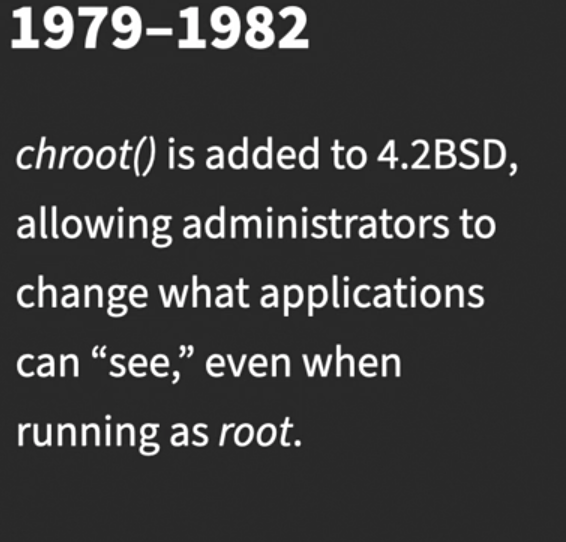 1979–1982
chroot() is added to 4.2BSD,
allowing administrators to
change what applications
can “see,” even when
running as root.